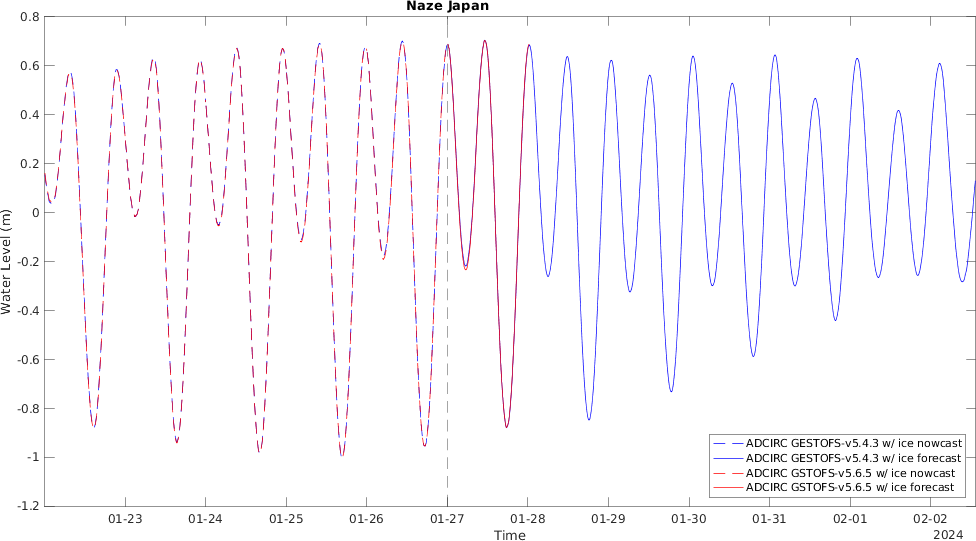 Naze Japan
0.8
0.6
0.4
0.2
0
-0.2
-0.4
-0.6
-0.8
-1
-1.2
Water Level (m)
01-23 01-24 01-25 01-26 01-27 01-28 01-29 01-30 01-31 02-01 02-02
Time
2024
ADCIRC GESTOFS-v5.4.3 w/ ice nowcast
ADCIRC GESTOFS-v5.4.3 w/ ice forecast
ADCIRC GSTOFS-v5.6.5 w/ ice nowcast
ADCIRC GSTOFS-v5.6.5 w/ ice forecast